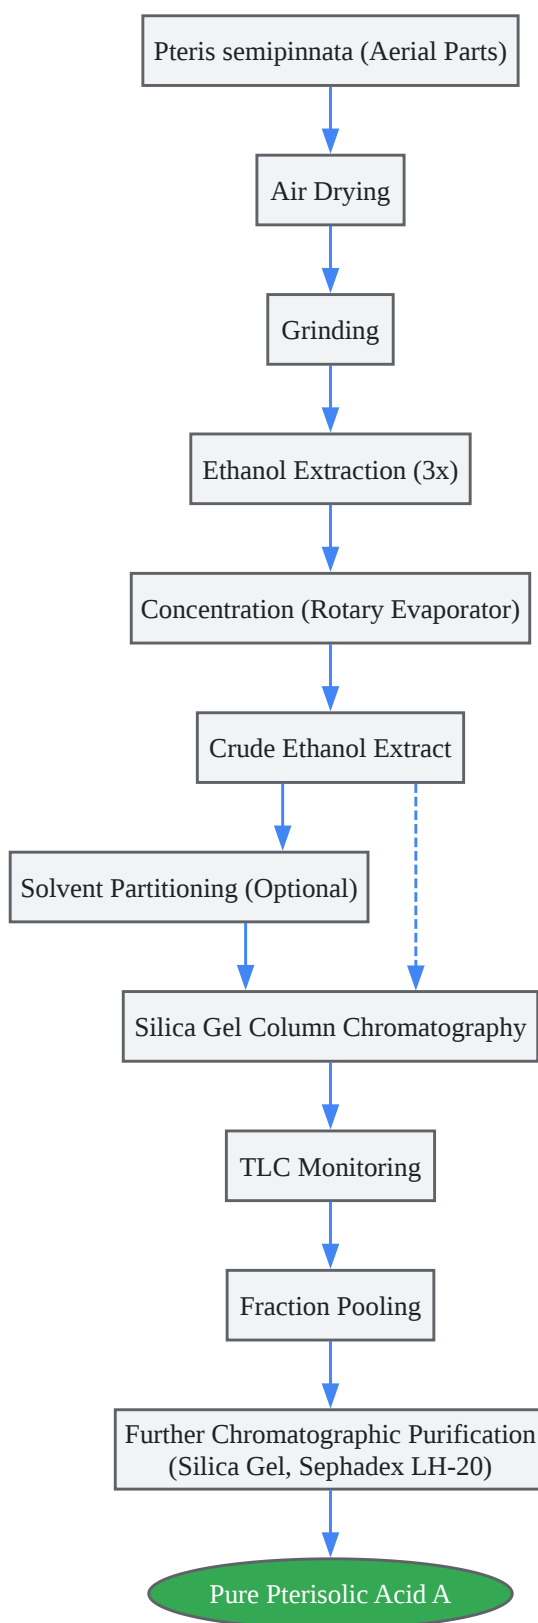 Pteris semipinnata (Aerial Parts)
Air Drying
Grinding
Ethanol Extraction (3x)
Concentration (Rotary Evaporator)
Crude Ethanol Extract
Solvent Partitioning (Optional)
Silica Gel Column Chromatography
TLC Monitoring
Fraction Pooling
Further Chromatographic Purification
(Silica Gel, Sephadex LH-20)
Pure Pterisolic Acid A